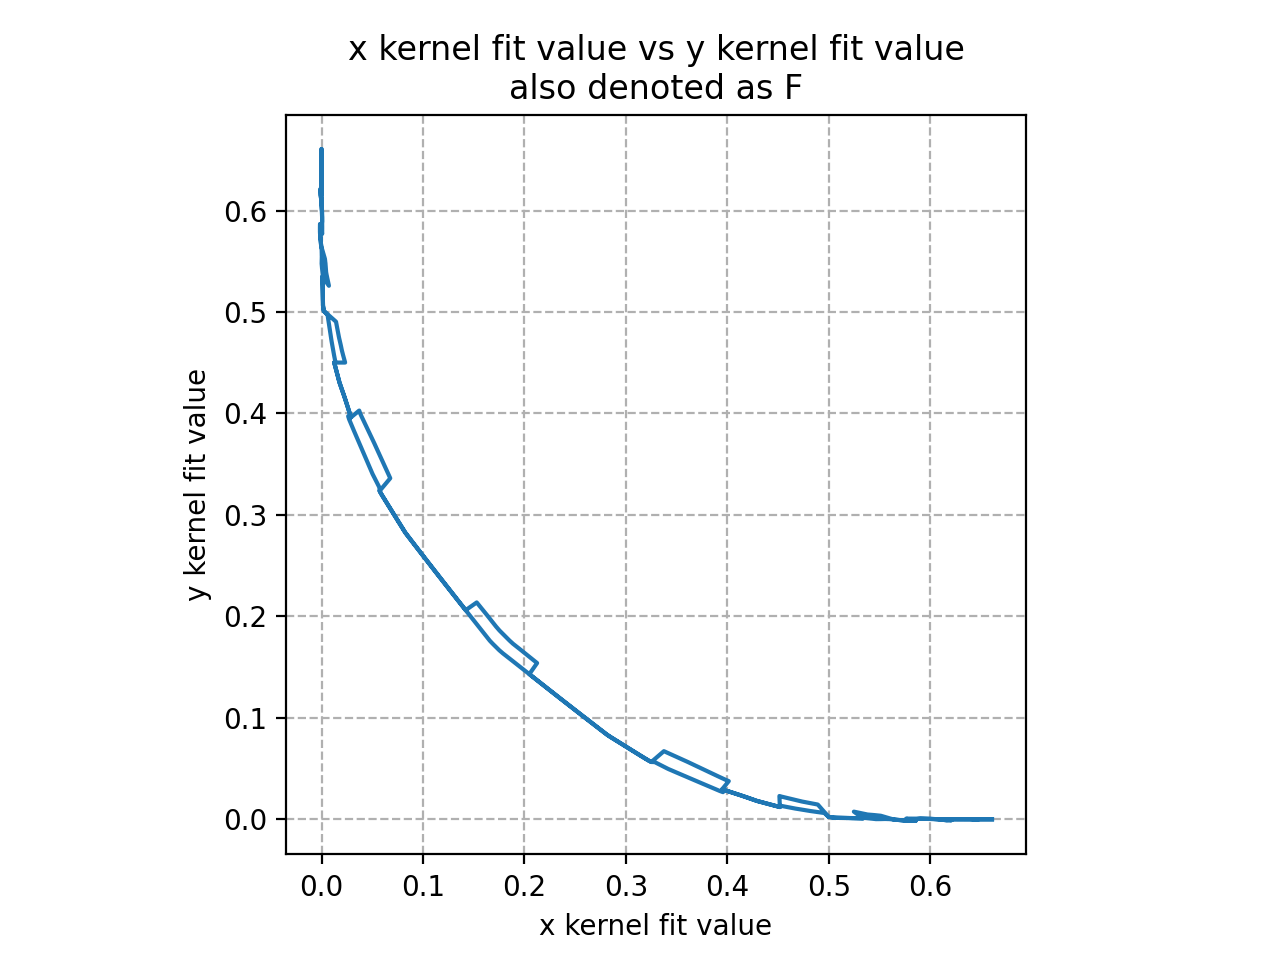 x kernel fit value vs y kernel fit value
also denoted as F
y kernel fit value
0.6
0.5
0.4
0.3
0.2
0.1
0.0
0.0 0.1 0.2 0.3 0.4 0.5 0.6
x kernel fit value